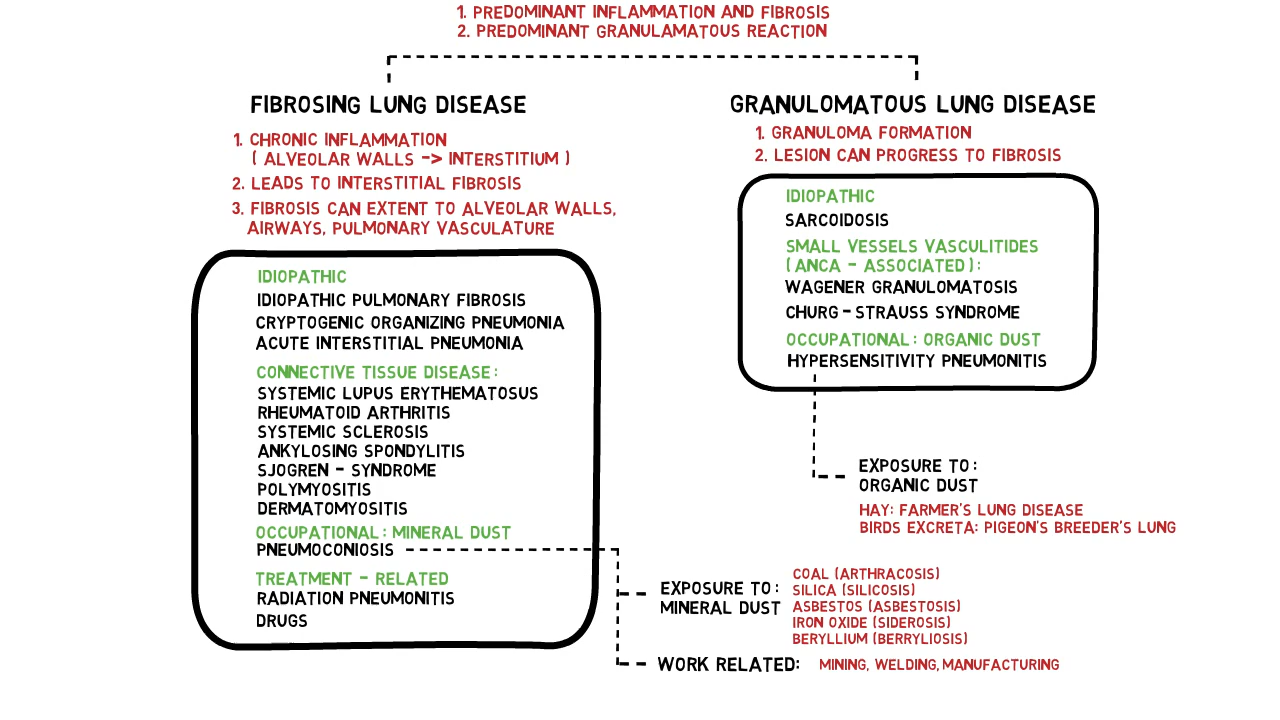 1. PREDOMINANT INFLAMMATION AND FIBROSIS
2. PREDOMINANT GRANULAMATOUS REACTION
FIBROSING LUNG DISEASE
1. CHRONIC INFLAMMATION
( ALVEOLAR WALLS -> INTERSTITIUM )
2. LEADS TO INTERSTITIAL FIBROSIS
3. FIBROSIS CAN EXTENT TO ALVEOLAR WALLS,
AIRWAYS, PULMONARY VASCULATURE
IDIOPATHIC
IDIOPATHIC PULMONARY FIBROSIS
CRYPTOGENIC ORGANIZING PNEUMONIA
ACUTE INTERSTITIAL PNEUMONIA
CONNECTIVE TISSUE DISEASE:
SYSTEMIC LUPUS ERYTHEMATOSUS
RHEUMATOID ARTHRITIS
SYSTEMIC SCLEROSIS
ANKYLOSING SPONDYLITIS
SJOGREN - SYNDROME
POLYMYOSITIS
DERMATOMYOSITIS
OCCUPATIONAL: MINERAL DUST
PNEUMOCONIOSIS
TREATMENT - RELATED
RADIATION PNEUMONITIS
DRUGS
GRANULOMATOUS LUNG DISEASE
1. GRANULOMA FORMATION
2. LESION CAN PROGRESS TO FIBROSIS
IDIOPATHIC
SARCOIDOSIS
SMALL VESSELS VASCULITIDES
(ANCA - ASSOCIATED):
WAGENER GRANULOMATOSIS
CHURG - STRAUSS SYNDROME
OCCUPATIONAL: ORGANIC DUST
HYPERSENSITIVITY PNEUMONITIS
EXPOSURE TO:
ORGANIC DUST
HAY: FARMER'S LUNG DISEASE
BIRDS EXCRETA: PIGEON'S BREEDER'S LUNG
EXPOSURE TO:
MINERAL DUST
COAL (ARTHRACOSIS)
SILICA (SILICOSIS)
ASBESTOS (ASBESTOSIS)
IRON OXIDE (SIDEROSIS)
BERYLLIUM (BERRYLIOSIS)
WORK RELATED: MINING, WELDING, MANUFACTURING